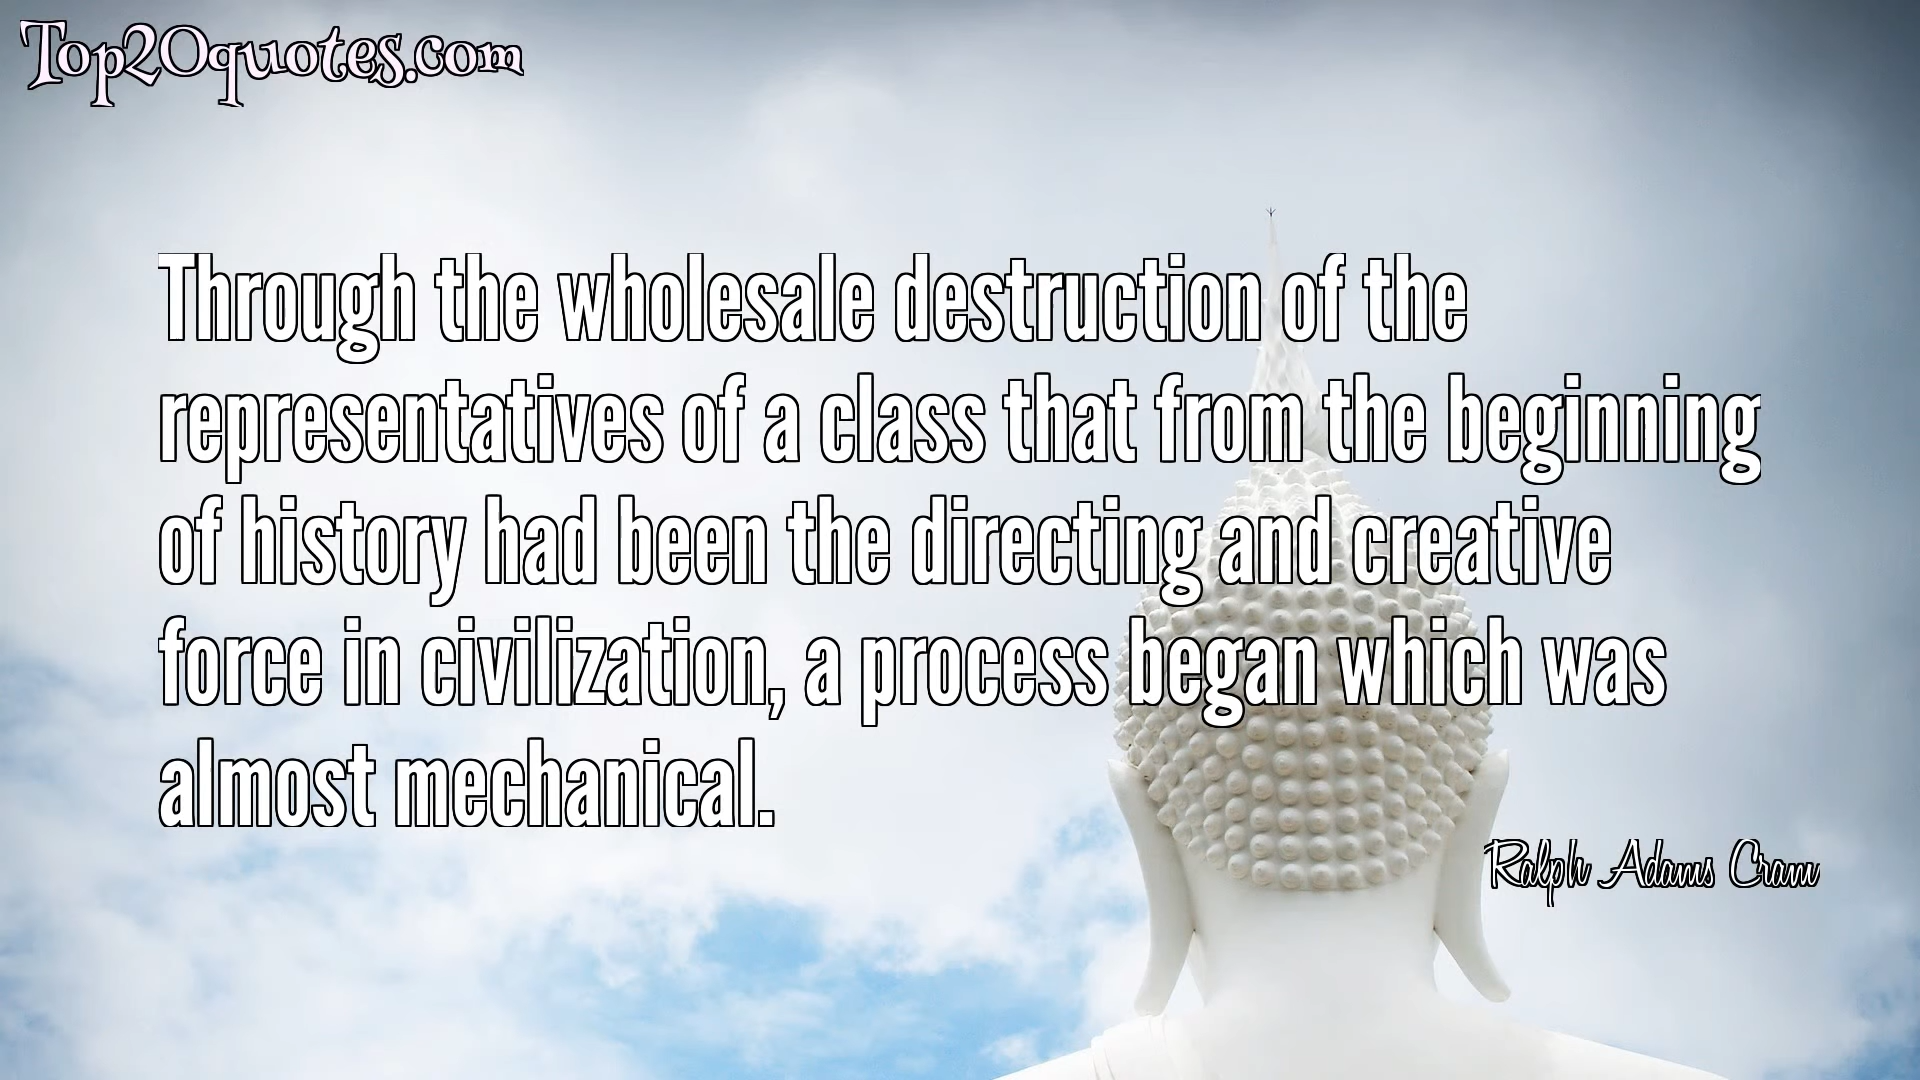 Top20quotes.com
Through the wholesale destruction of the
representatives of a class that from the beginning
of history had been the directing and creative
force in civilization, a process began which was
almost mechanical.
Ralph Adams Cram